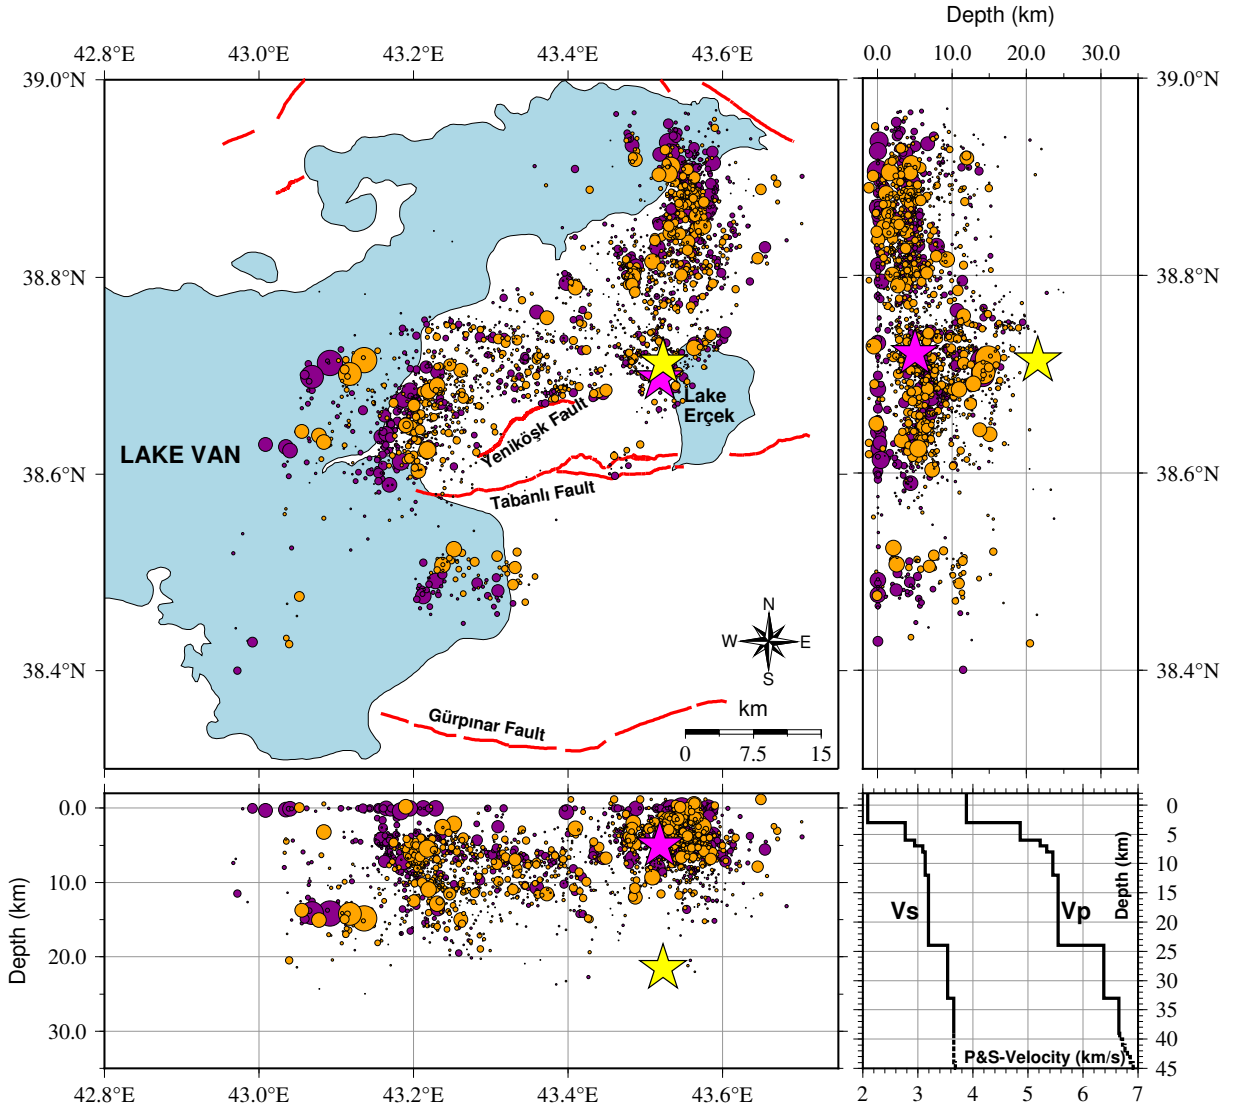 Depth (km)
42.8°E 43.0°E 43.2°E 43.4°E 43.6°E
0.0 10.0 20.0 30.0
39.0°N
39.0°N
38.8°N
38.8°N
38.6°N
38.6°N
38.4°N
38.4°N
LAKE VAN
Lake
Erçek
Yeniköşk Fault
Tabanlı Fault
Gürpınar Fault
N
W E
S
km
0 7.5 15
Depth (km)
0.0
10.0
20.0
30.0
42.8°E 43.0°E 43.2°E 43.4°E 43.6°E
Vs
Vp
Depth (km)
0
5
10
15
20
25
30
35
40
45
P&S-Velocity (km/s)
2 3 4 5 6 7